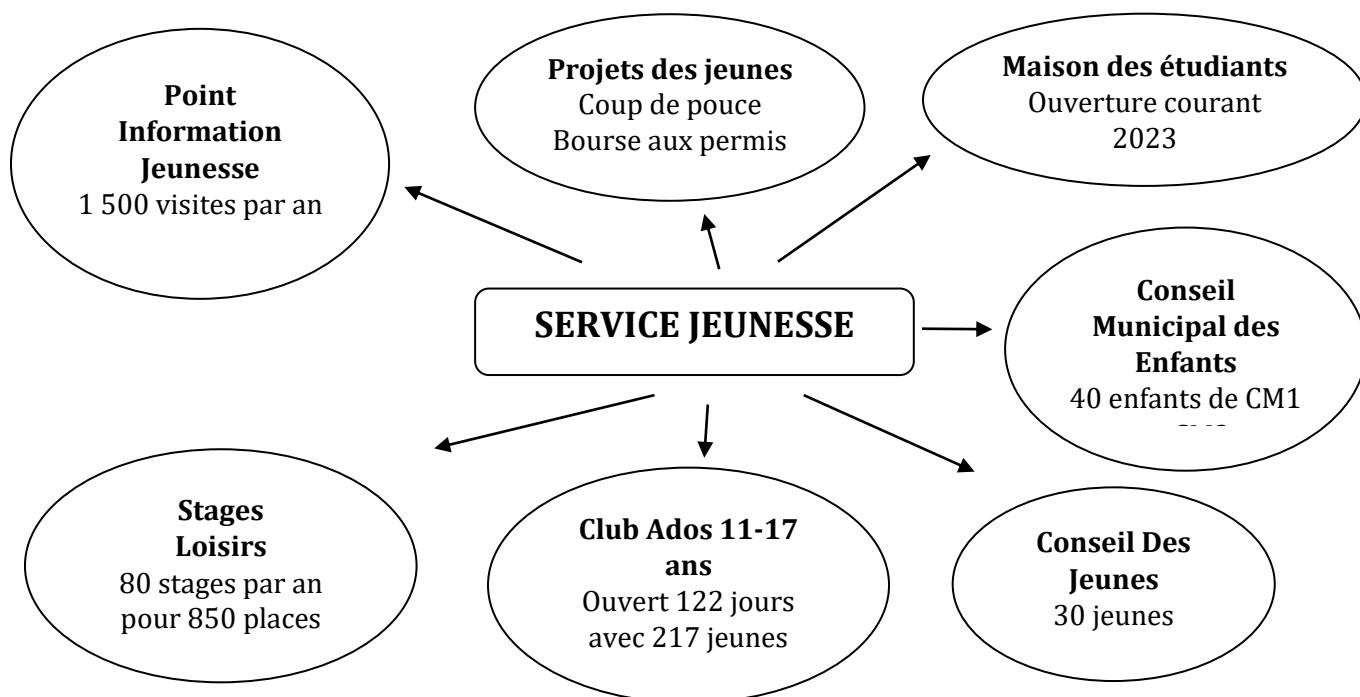 Point
Information
Jeunesse
1 500 visites par an
Projets des jeunes
Coup de pouce
Bourse aux permis
Maison des étudiants
Ouverture courant
2023
SERVICE JEUNESSE
Conseil
Municipal des
Enfants
40 enfants de CM1
Stages
Loisirs
80 stages par an
pour 850 places
Club Ados 11-17
ans
Ouvert 122 jours
avec 217 jeunes
Conseil Des
Jeunes
30 jeunes